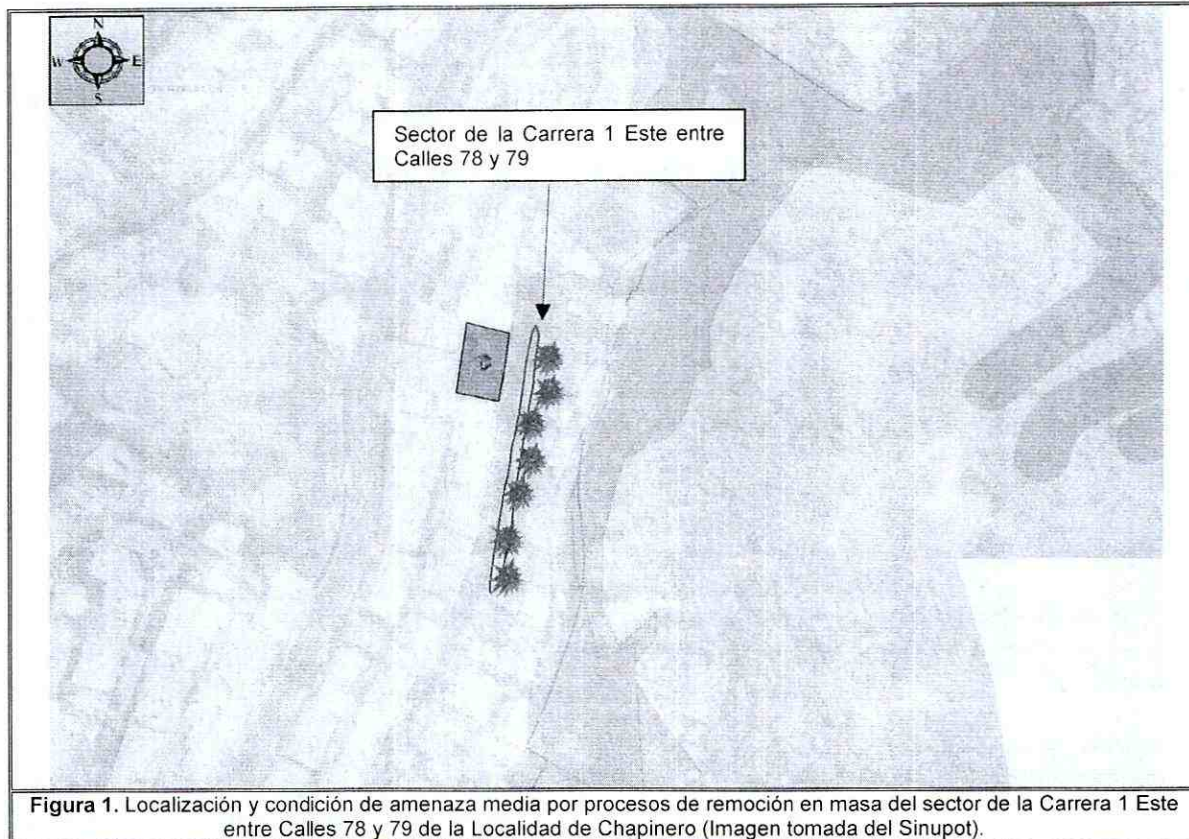 N
W E
S
Sector de la Carrera 1 Este entre
Calles 78 y 79
Figura 1. Localización y condición de amenaza media por procesos de remoción en masa del sector de la Carrera 1 Este
entre Calles 78 y 79 de la Localidad de Chapinero (Imagen tomada del Sinupot).